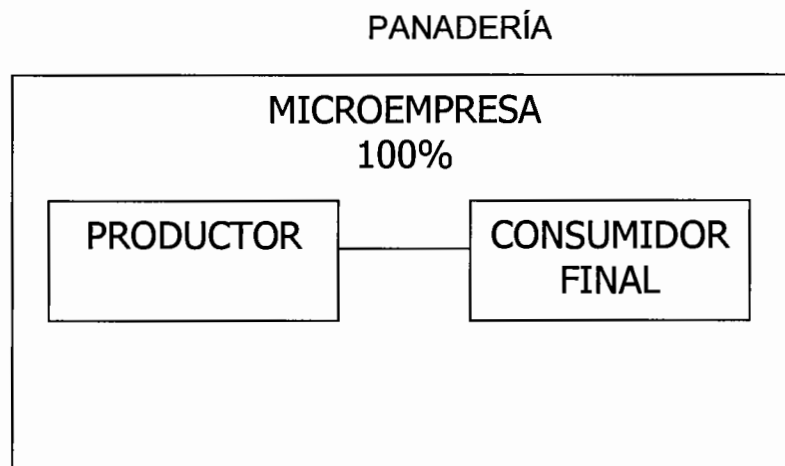 PANADERÍA
MICROEMPRESA
100%
PRODUCTOR
CONSUMIDOR
FINAL